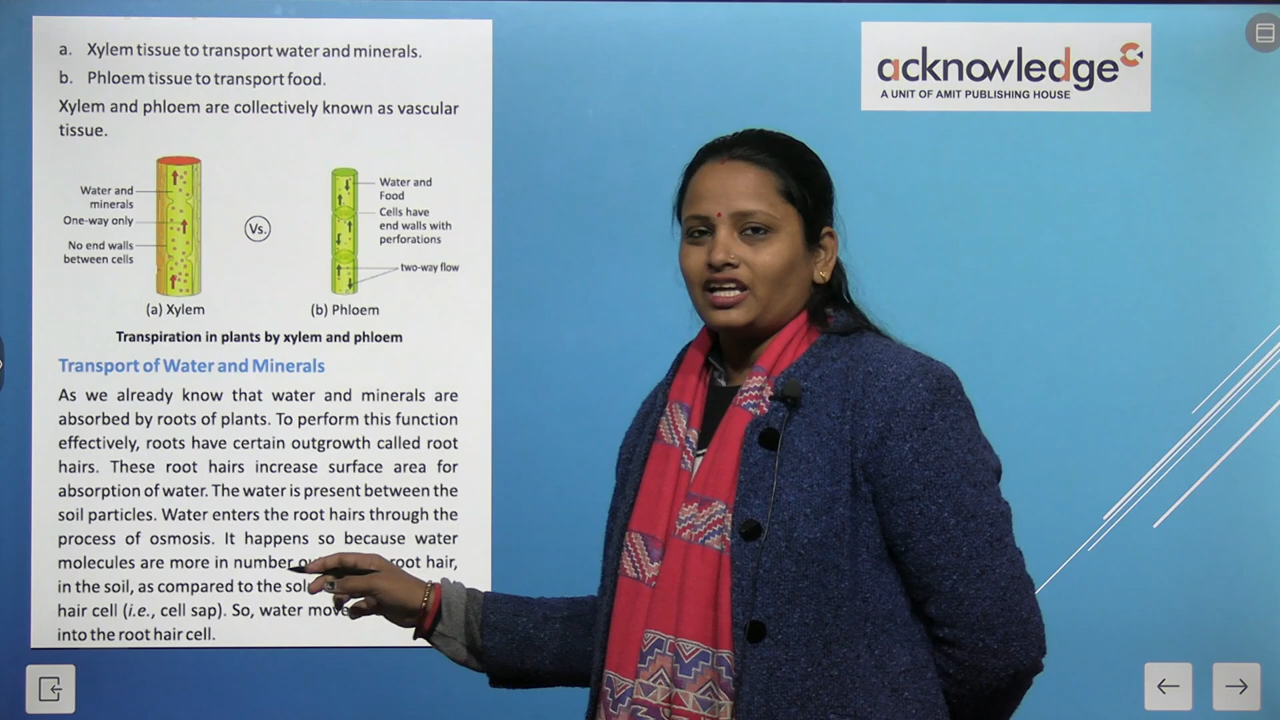 a. Xylem tissue to transport water and minerals.
b. Phloem tissue to transport food.
Xylem and phloem are collectively known as vascular
tissue.
Water and
minerals
One-way only
No end walls
between cells
Vs.
Water and
Food
Cells have
end walls with
perforations
two-way flow
(a) Xylem
(b) Phloem
Transpiration in plants by xylem and phloem
Transport of Water and Minerals
As we already know that water and minerals are
absorbed by roots of plants. To perform this function
effectively, roots have certain outgrowth called root
hairs. These root hairs increase surface area for
absorption of water. The water is present between the
soil particles. Water enters the root hairs through the
process of osmosis. It happens so because water
molecules are more in number root hair,
in the soil, as compared to the
hair cell (i.e., cell sap). So, water
into the root hair cell.
acknowledge
A UNIT OF AMIT PUBLISHING HOUSE